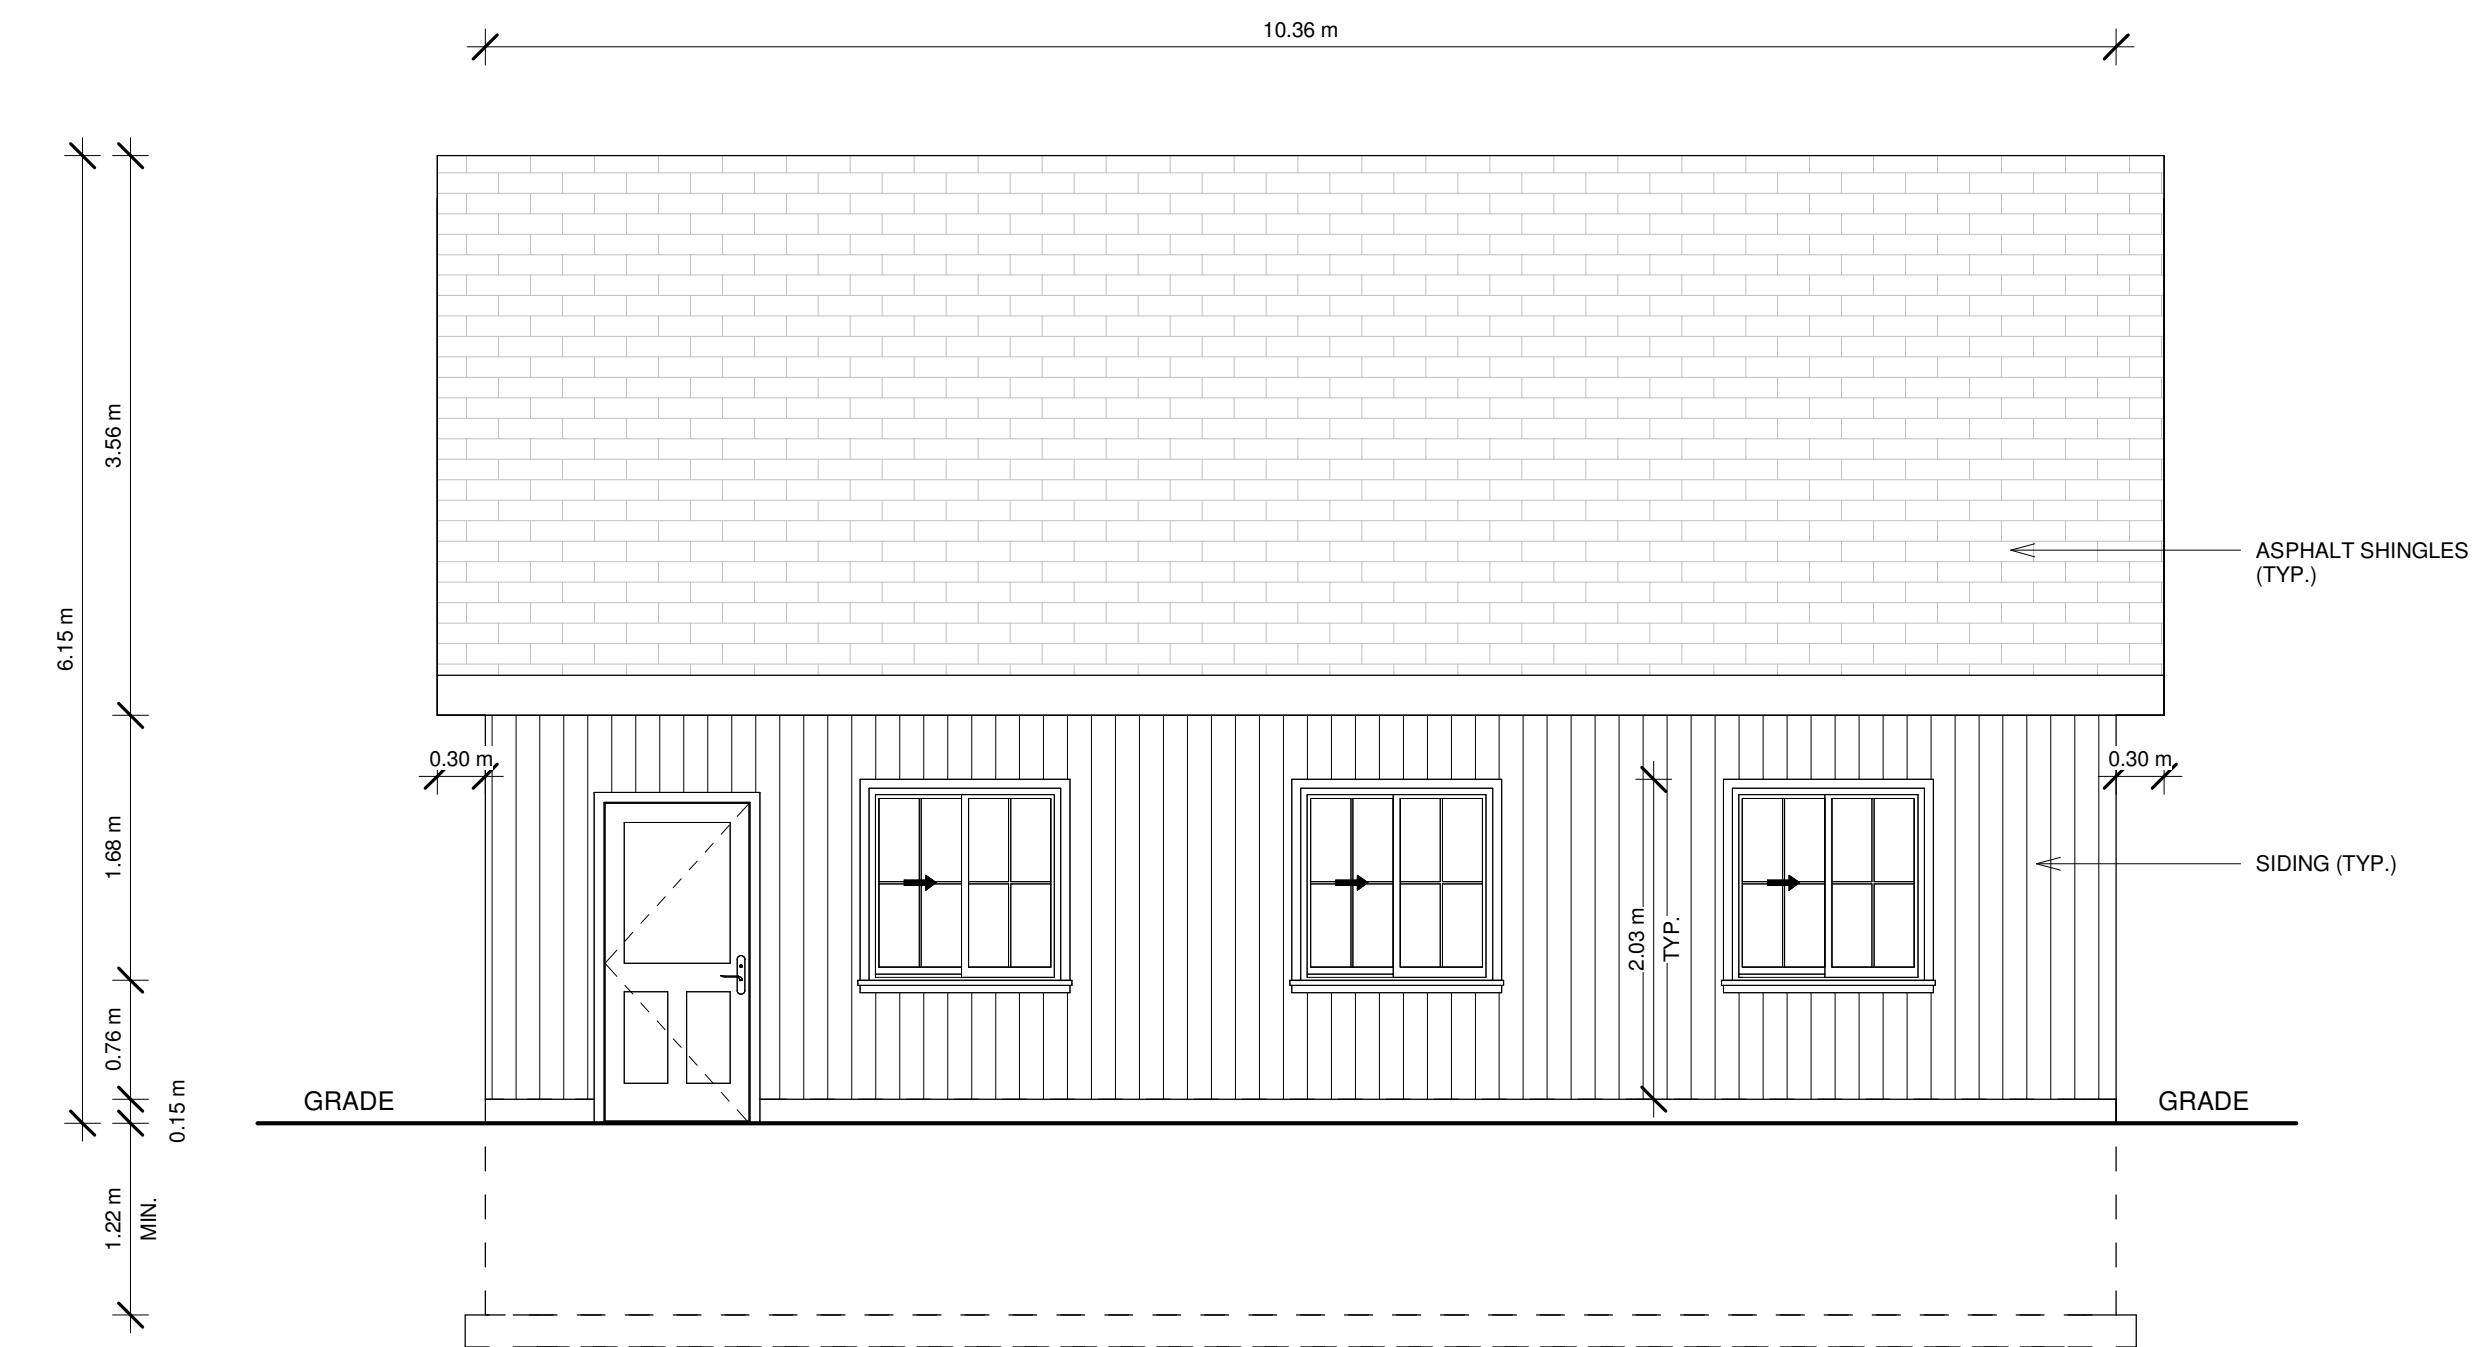 10.36 m
3.56 m
ASPHALT SHINGLES
(TYP.)
6.15 m
0.30 m
0.30 m
1.68 m
SIDING (TYP.)
2.03 m
TYP.
0.76 m
0.15 m
GRADE
GRADE
1.22 m
MIN.